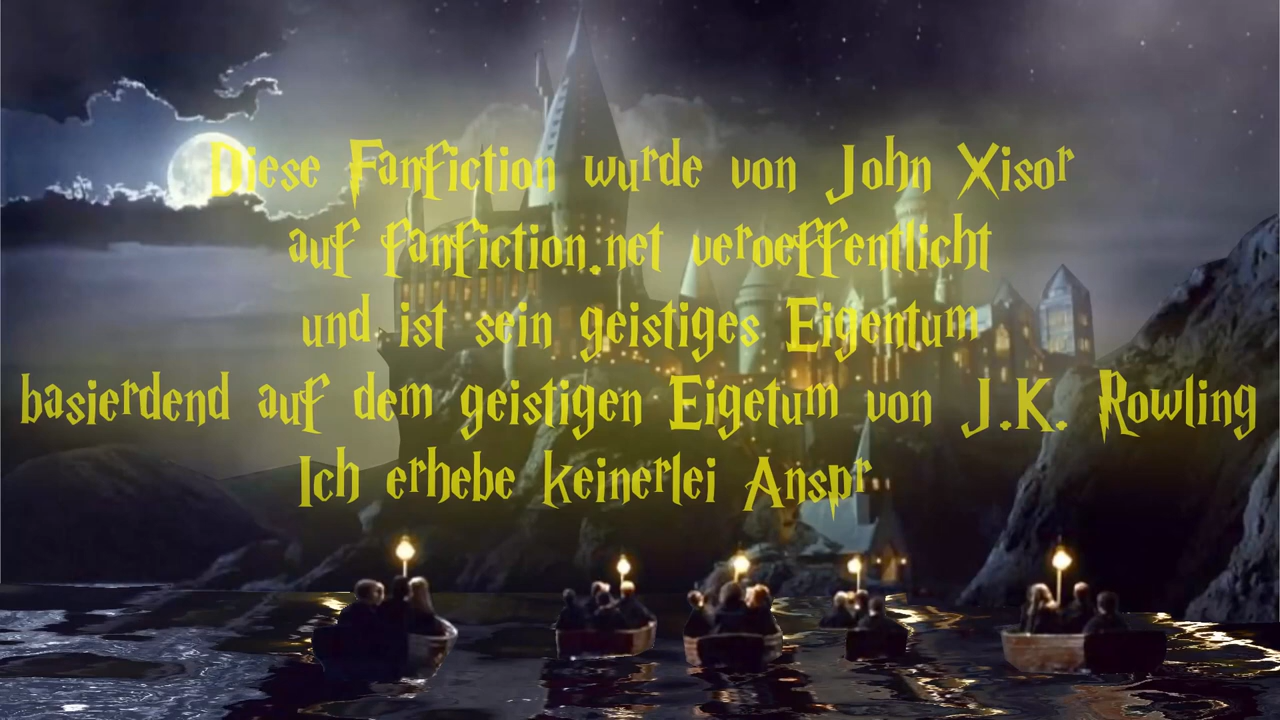 Diese Fanfiction wurde von John Xisor
auf fanfiction.net veroeffentlicht
und ist sein geistiges Eigentum
basierdend auf dem geistigen Eigetum von J.K. Rowling
Ich erhebe keinerlei Anspr